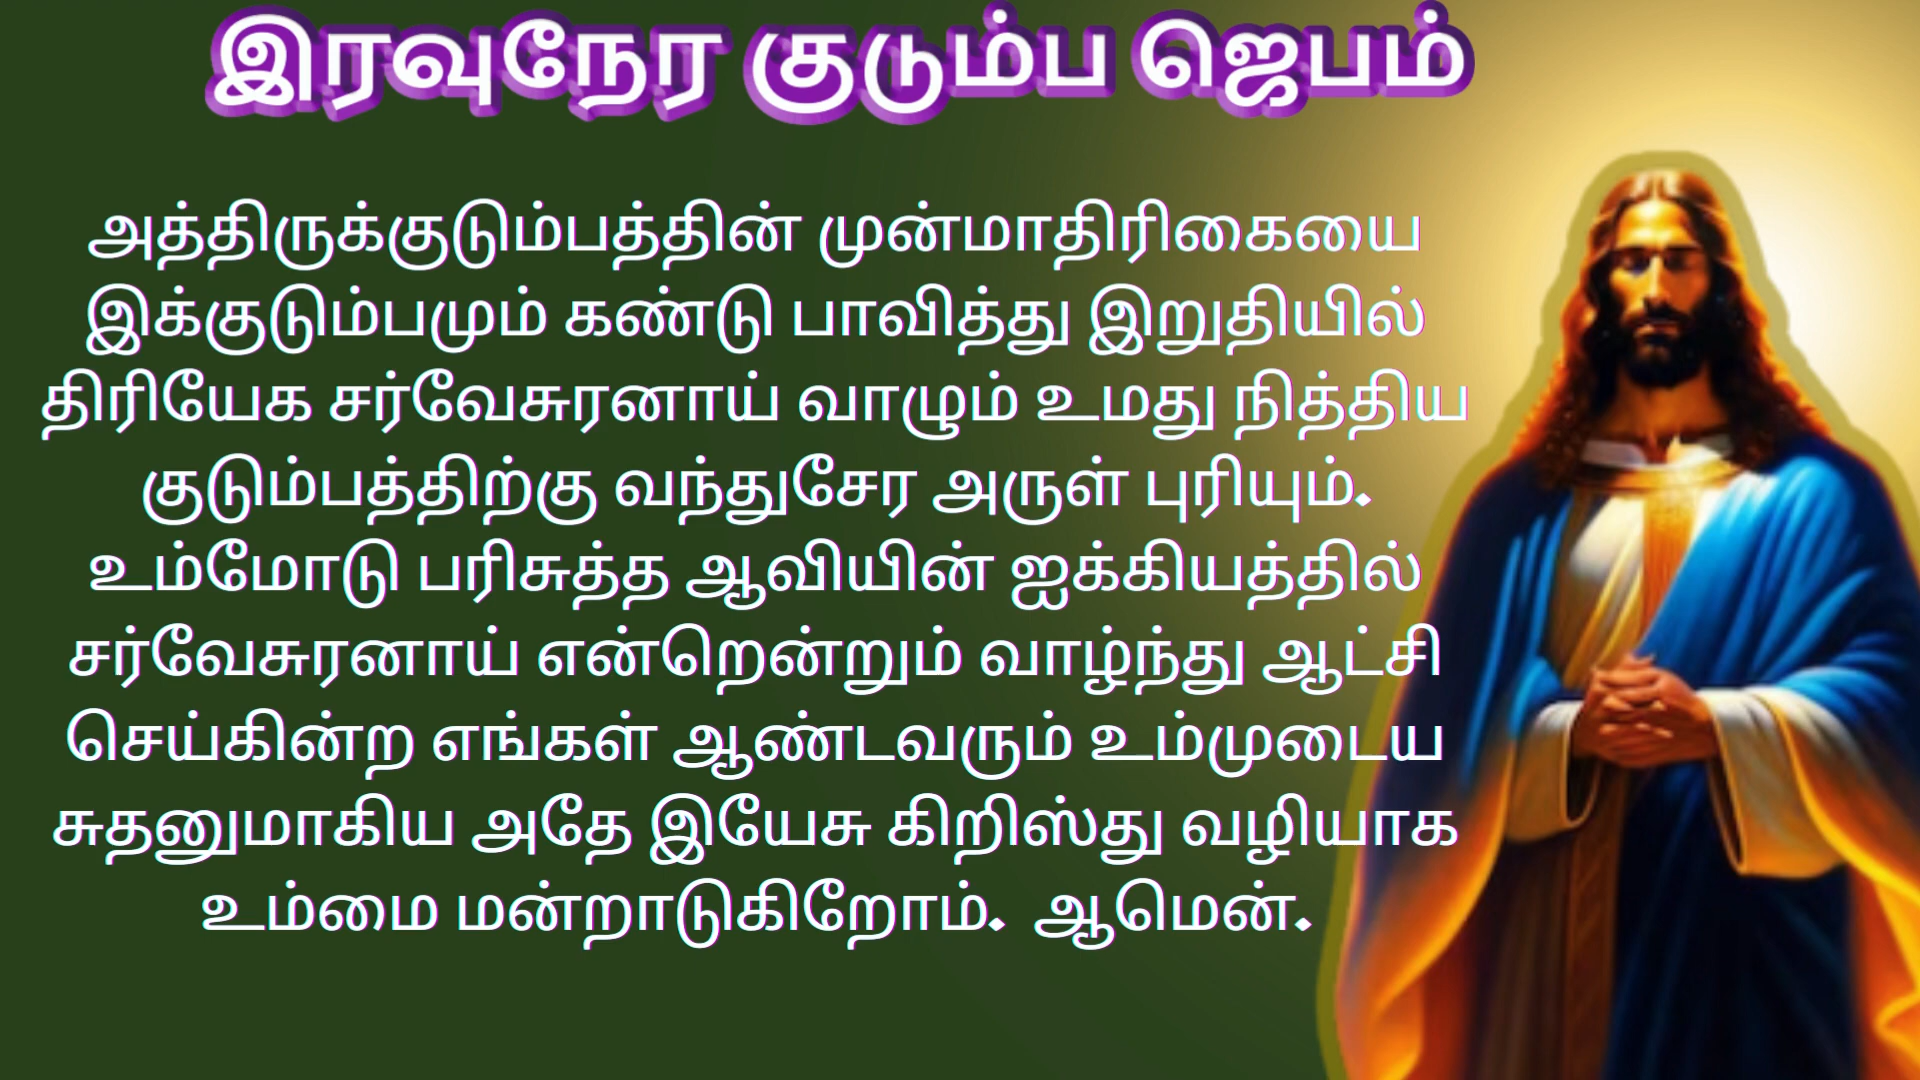 இரவுநேர குடும்ப ஜெபம்
அத்திருக்குடும்பத்தின் முன்மாதிரிகையை
இக்குடும்பமும் கண்டு பாவித்து இறுதியில்
திரியேக சர்வேசுரனாய் வாழும் உமது நித்திய
குடும்பத்திற்கு வந்துசேர அருள் புரியும்.
உம்மோடு பரிசுத்த ஆவியின் ஐக்கியத்தில்
சர்வேசுரனாய் என்றென்றும் வாழ்ந்து ஆட்சி
செய்கின்ற எங்கள் ஆண்டவரும் உம்முடைய
சுதனுமாகிய அதே இயேசு கிறிஸ்து வழியாக
உம்மை மன்றாடுகிறோம். ஆமென்.